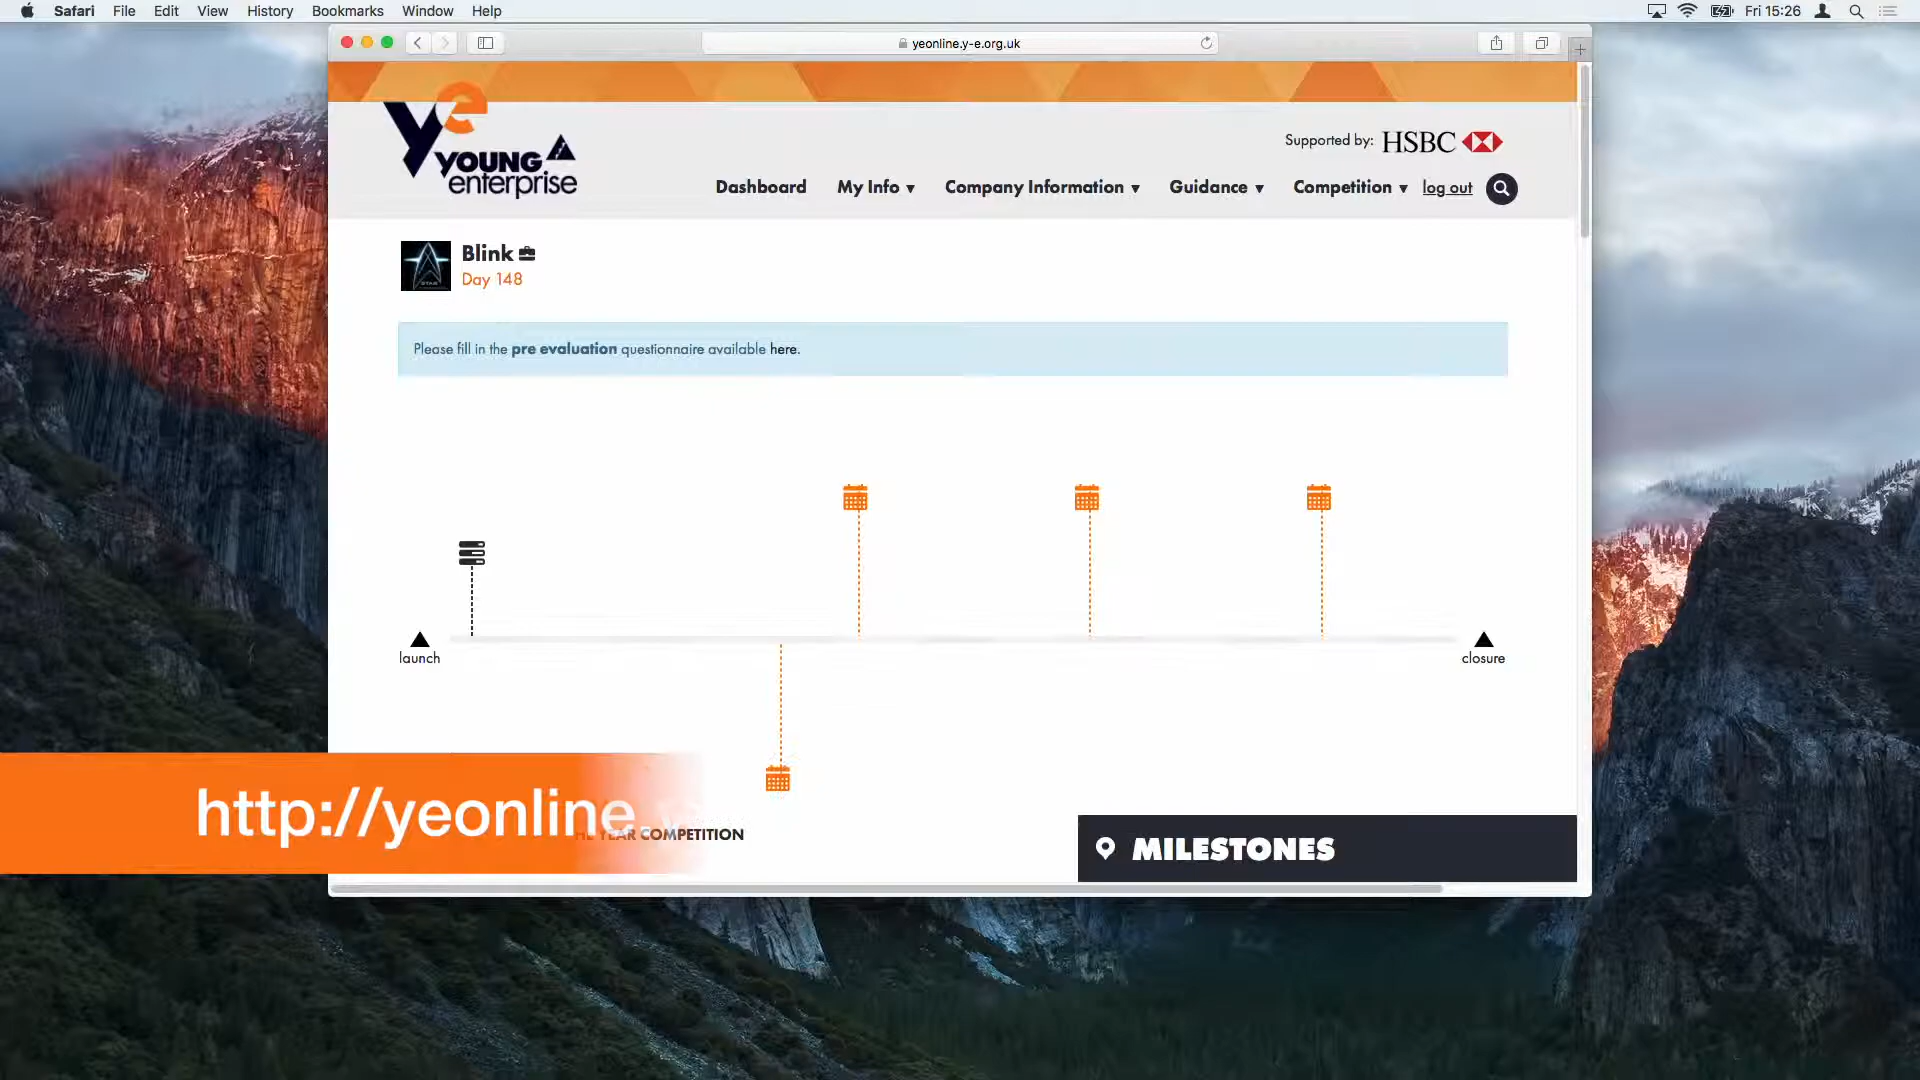 Safari File Edit View History Bookmarks Window Help Fri 15:26
yeonline.y-e.org.uk
ye
YOUNG
enterprise
Supported by: HSBC
Dashboard My Info ▼ Company Information ▼ Guidance ▼ Competition ▼ log out
Blink
Day 148
Please fill in the pre evaluation questionnaire available here.
launch
closure
http://yeonline.
YEAR COMPETITION
MILESTONES